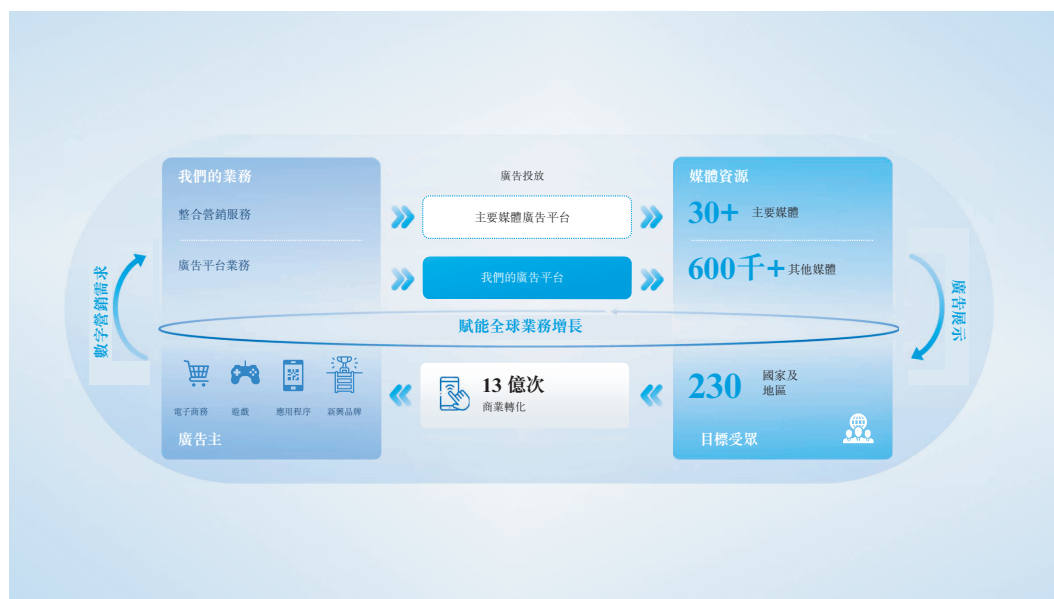 我們的業務
整合營銷服務
廣告平台業務
廣告投放
主要媒體廣告平台
我們的廣告平台
媒體資源
30+ 主要媒體
600千+ 其他媒體
數字營銷需求
廣告展示
賦能全球業務增長
電子商務 遊戲 應用程序 新興品牌
廣告主
13 億次
商業轉化
230 國家及
地區
目標受眾